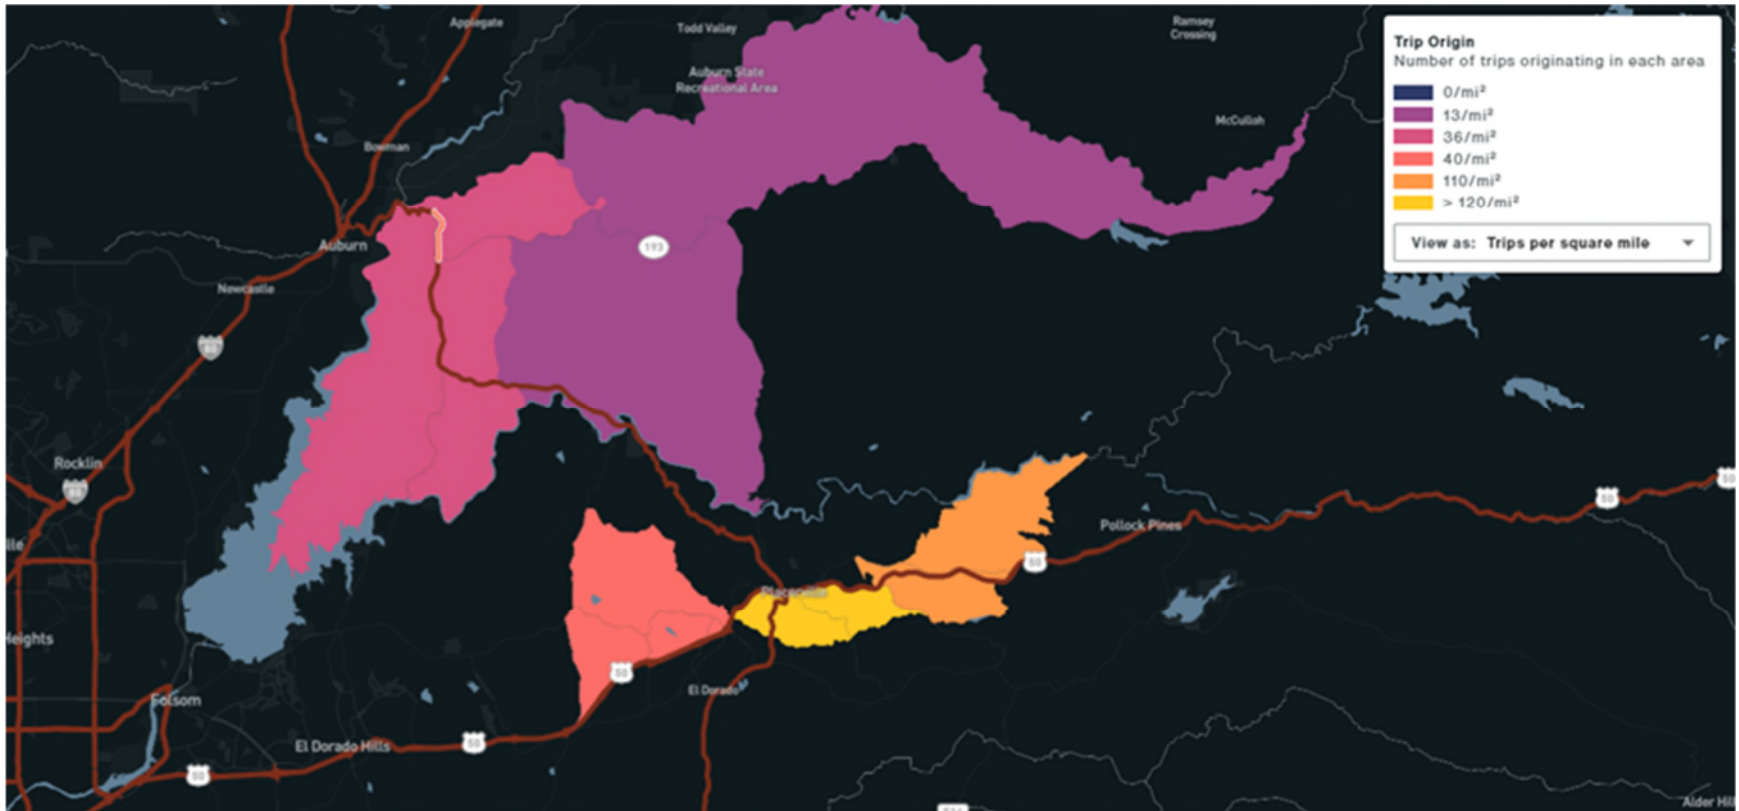 Applegate
Todd Valley
Ramsey
Crossing
Trip Origin
Number of trips originating in each area
0/mi²
13/mi²
36/mi²
40/mi²
110/mi²
> 120/mi²
View as: Trips per square mile
Auburn State
Recreational Area
McCulloh
Bowman
Auburn
193
Newcastle
80
Rocklin
80
lle
50
50
Pollock Pines
50
Placerville
Heights
50
El Dorado
Folsom
El Dorado Hills
50
50
Alder Hill